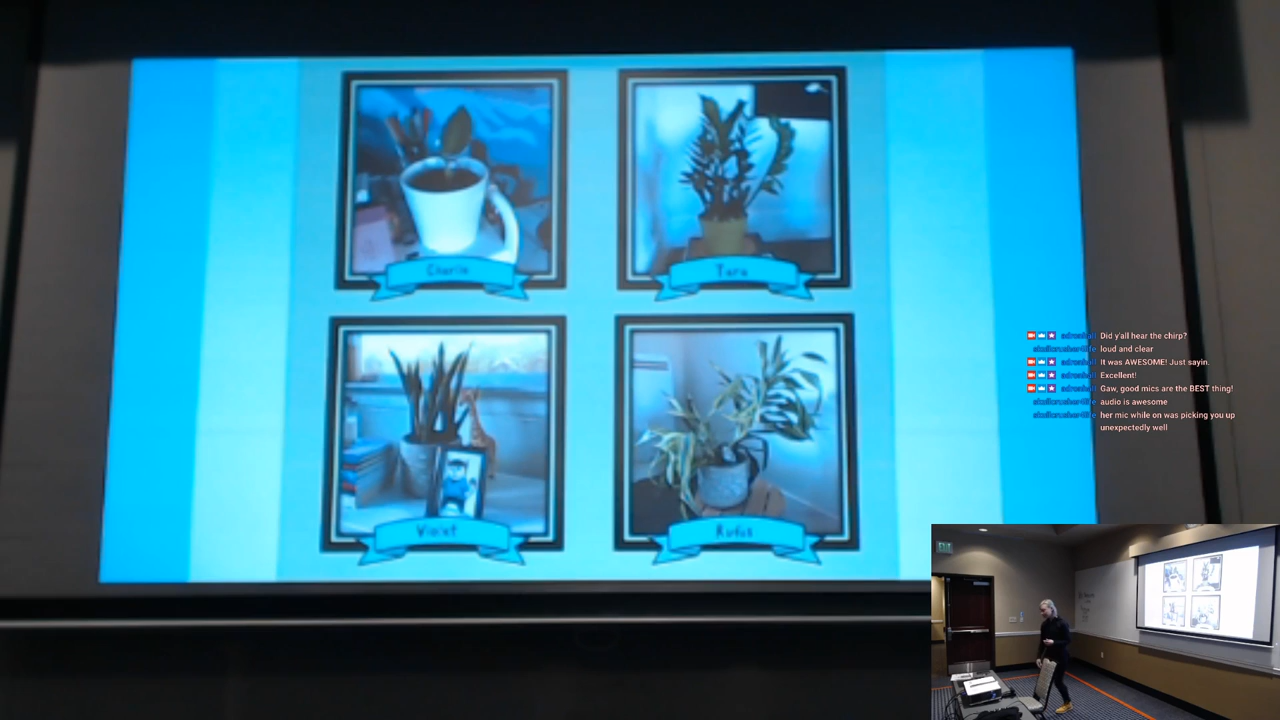 Charlie
Tara
Violet
Rufus
Did y'all hear the chirp?
loud and clear
It was AWESOME! Just sayin.
Excellent!
Gaw, good mics are the BEST thing!
audio is awesome
her mic while on was picking you up
unexpectedly well
EXIT